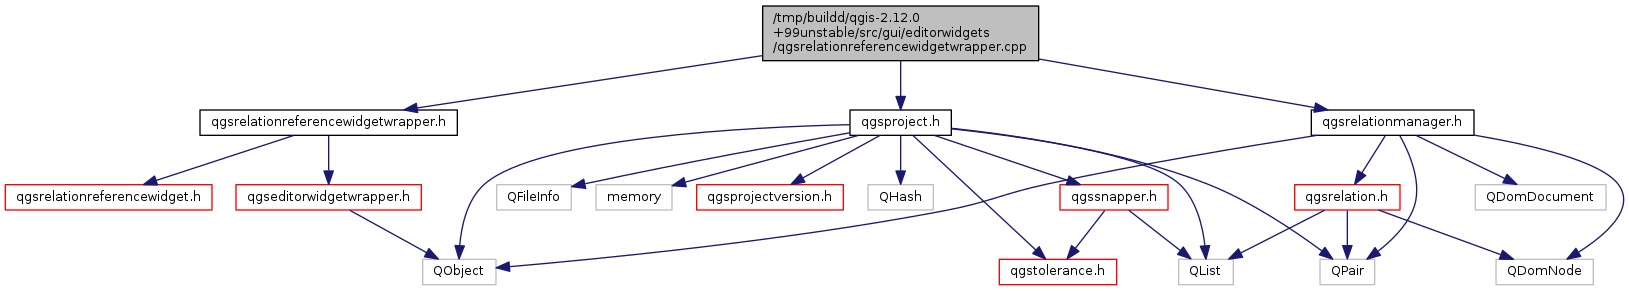 /tmp/buildd/qgis-2.12.0
+99unstable/src/gui/editorwidgets
/qgsrelationreferencewidgetwrapper.cpp
qgsrelationreferencewidgetwrapper.h
qgsproject.h
qgsrelationmanager.h
qgsrelationreferencewidget.h
qgseditorwidgetwrapper.h
QFileInfo
memory
qgsprojectversion.h
QHash
qgssnapper.h
qgsrelation.h
QDomDocument
QObject
qgstolerance.h
QList
QPair
QDomNode